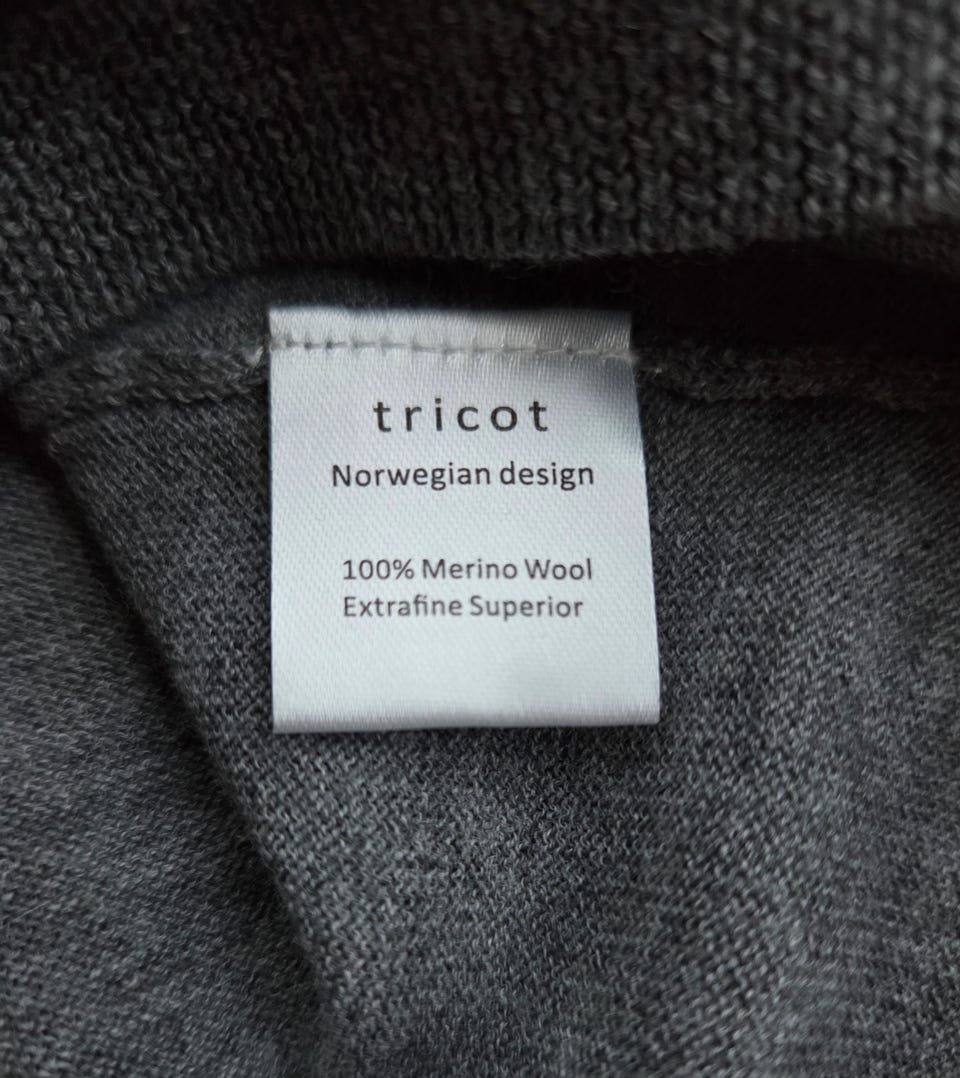 tricot
Norwegian design
100% Merino Wool
Extrafine Superior